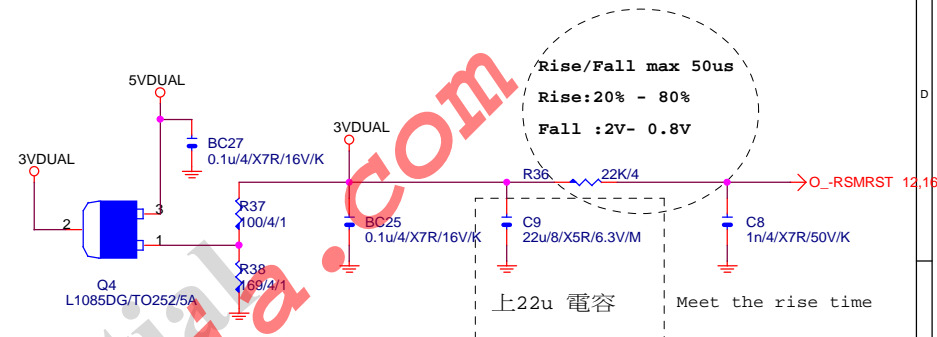 Rise/Fall max 50us
Rise:20% - 80%
Fall :2V- 0.8V
D
5VDUAL
BC27
0.1u/4/X7R/16V/K
3VDUAL
3VDUAL
R36
22K/4
O_-RSMRST 12,16
2
3
1
R37
100/4/1
BC25
0.1u/4/X7R/16V/K
C9
22u/8/X5R/6.3V/M
C8
1n/4/X7R/50V/K
R38
169/4/1
Q4
L1085DG/TO252/5A
上22u 電容
Meet the rise time
tial
a.com